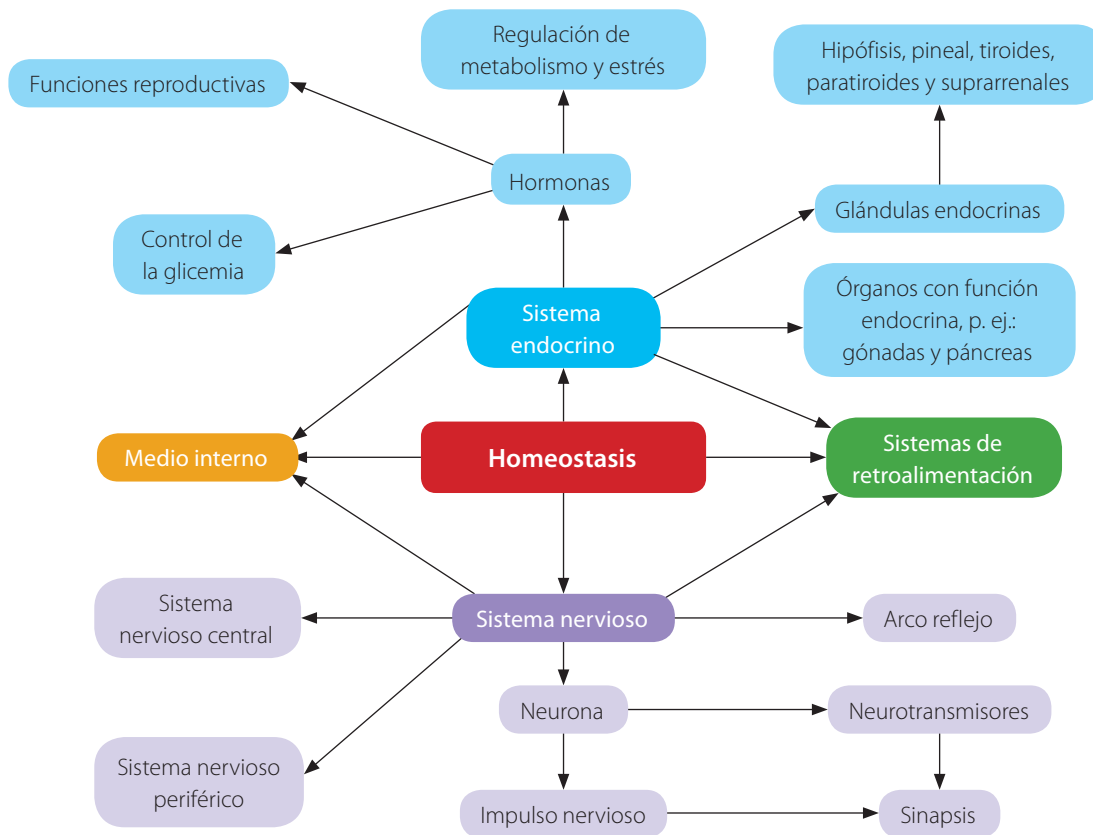 Regulación de
metabolismo y estrés
Hipófisis, pineal, tiroides,
paratiroides y suprarrenales
Funciones reproductivas
Hormonas
Glándulas endocrinas
Control de
la glicemia
Sistema
endocrino
Órganos con función
endocrina, p. ej.:
gónadas y páncreas
Medio interno
Homeostasis
Sistemas de
retroalimentación
Sistema
nervioso central
Sistema nervioso
Arco reflejo
Neurona
Neurotransmisores
Sistema nervioso
periférico
Impulso nervioso
Sinapsis